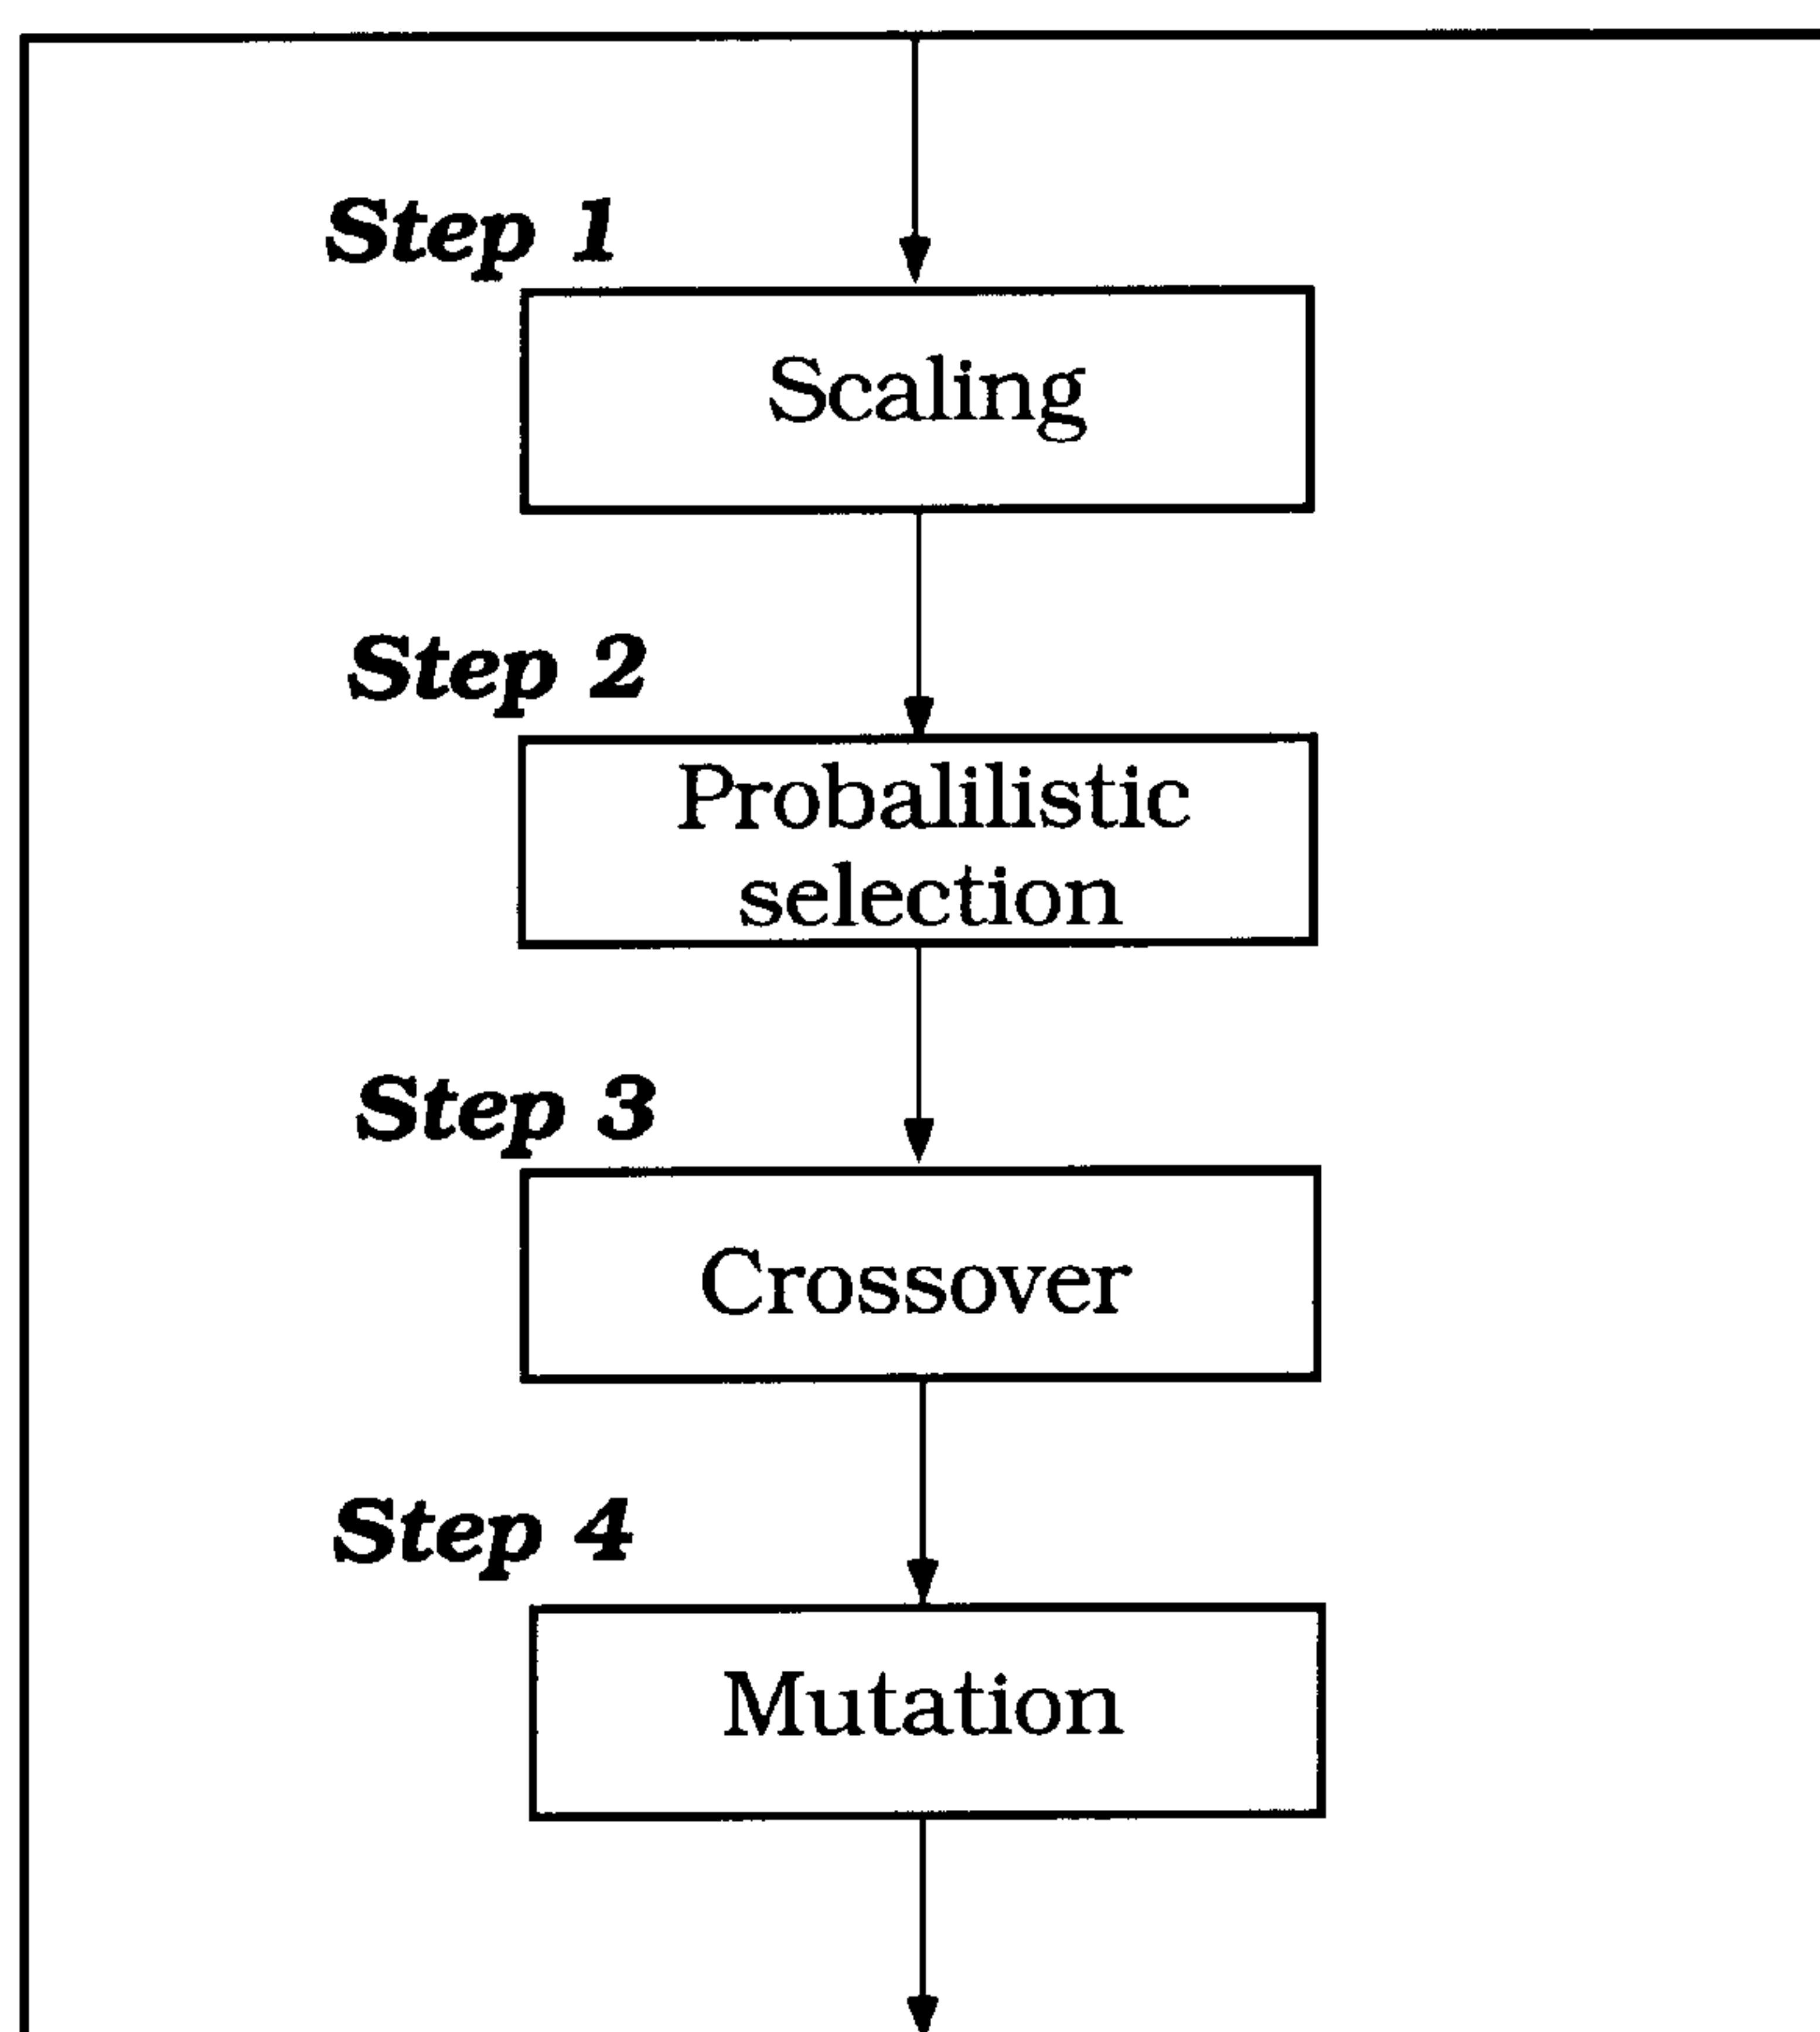 Step 1
Scaling
Step 2
Probalilistic
selection
Step 3
Crossover
Step 4
Mutation